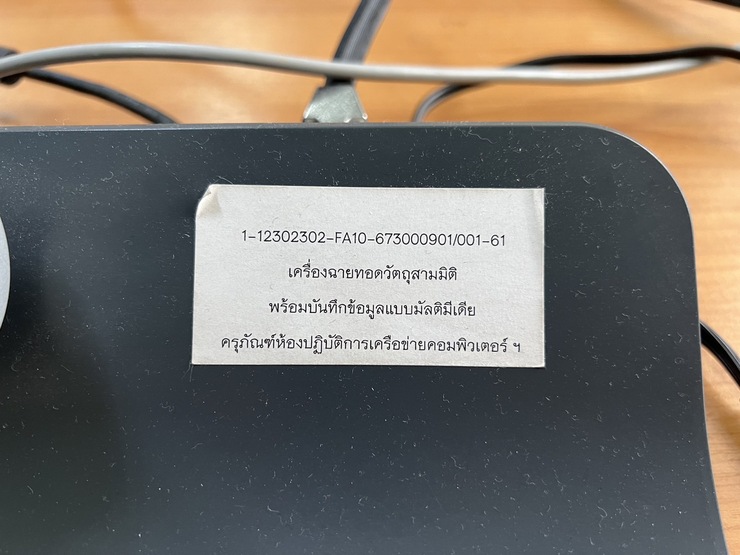 1-12302302-FA10-673000901/001-61
เครื่องฉายทอดวัตถุสามมิติ
พร้อมบันทึกข้อมูลแบบมัลติมีเดีย
ครุภัณฑ์ห้องปฏิบัติการเครือข่ายคอมพิวเตอร์ ฯ